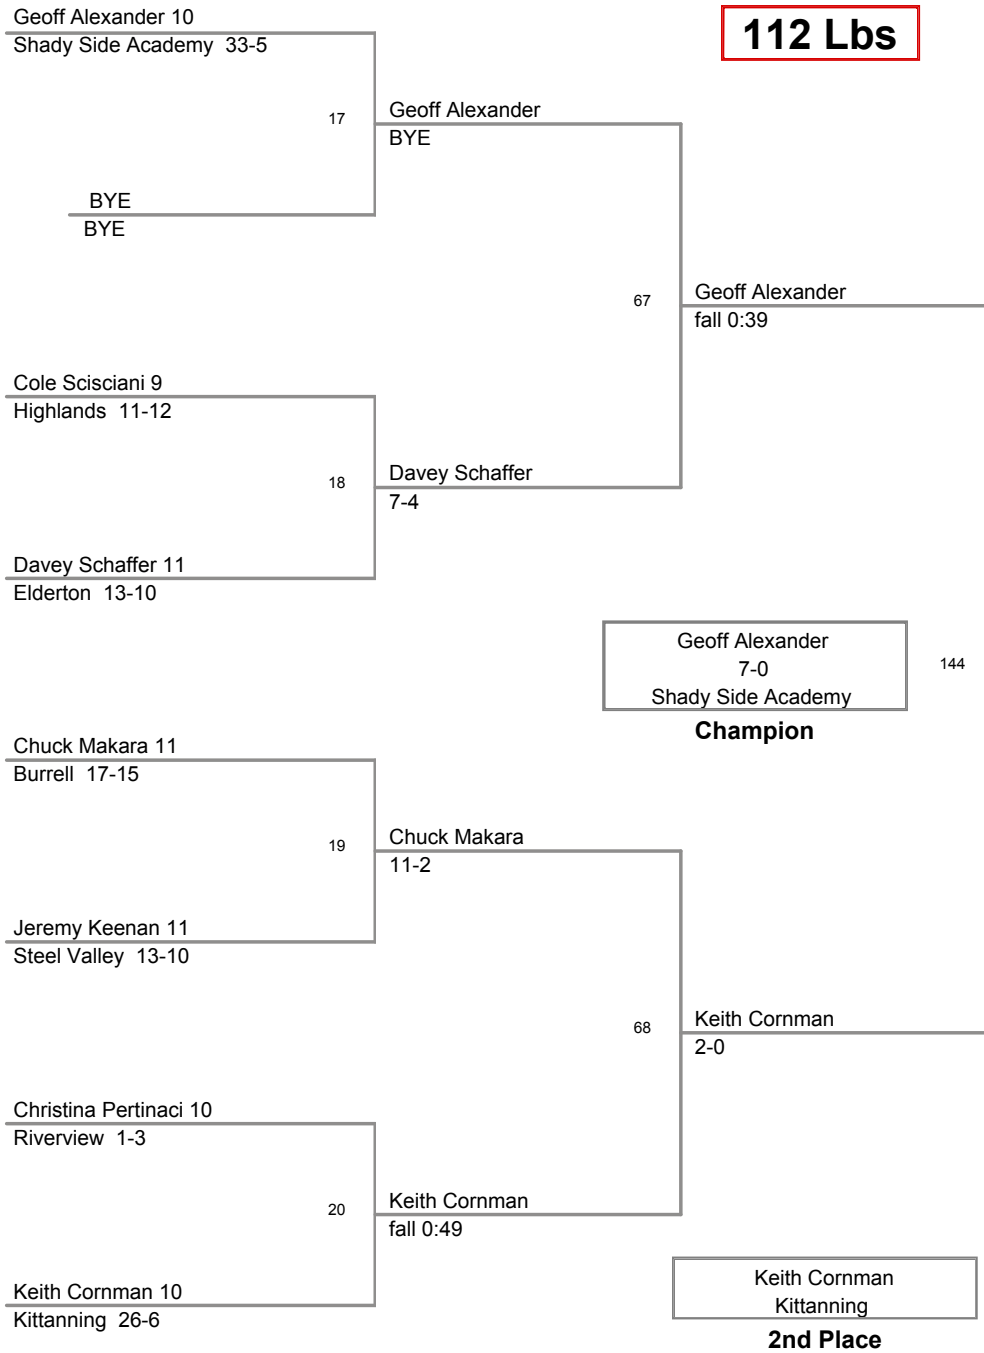 Geoff Alexander 10
Shady Side Academy  33-5
112 Lbs
17
Geoff Alexander
BYE
BYE
BYE
67
Geoff Alexander
fall 0:39
Cole Scisciani 9
Highlands  11-12
18
Davey Schaffer
7-4
Davey Schaffer 11
Elderton  13-10
Geoff Alexander
7-0
Shady Side Academy
144
Champion
Chuck Makara 11
Burrell  17-15
19
Chuck Makara
11-2
Jeremy Keenan 11
Steel Valley  13-10
68
Keith Cornman
2-0
Christina Pertinaci 10
Riverview  1-3
20
Keith Cornman
fall 0:49
Keith Cornman 10
Kittanning  26-6
Keith Cornman
Kittanning
2nd Place